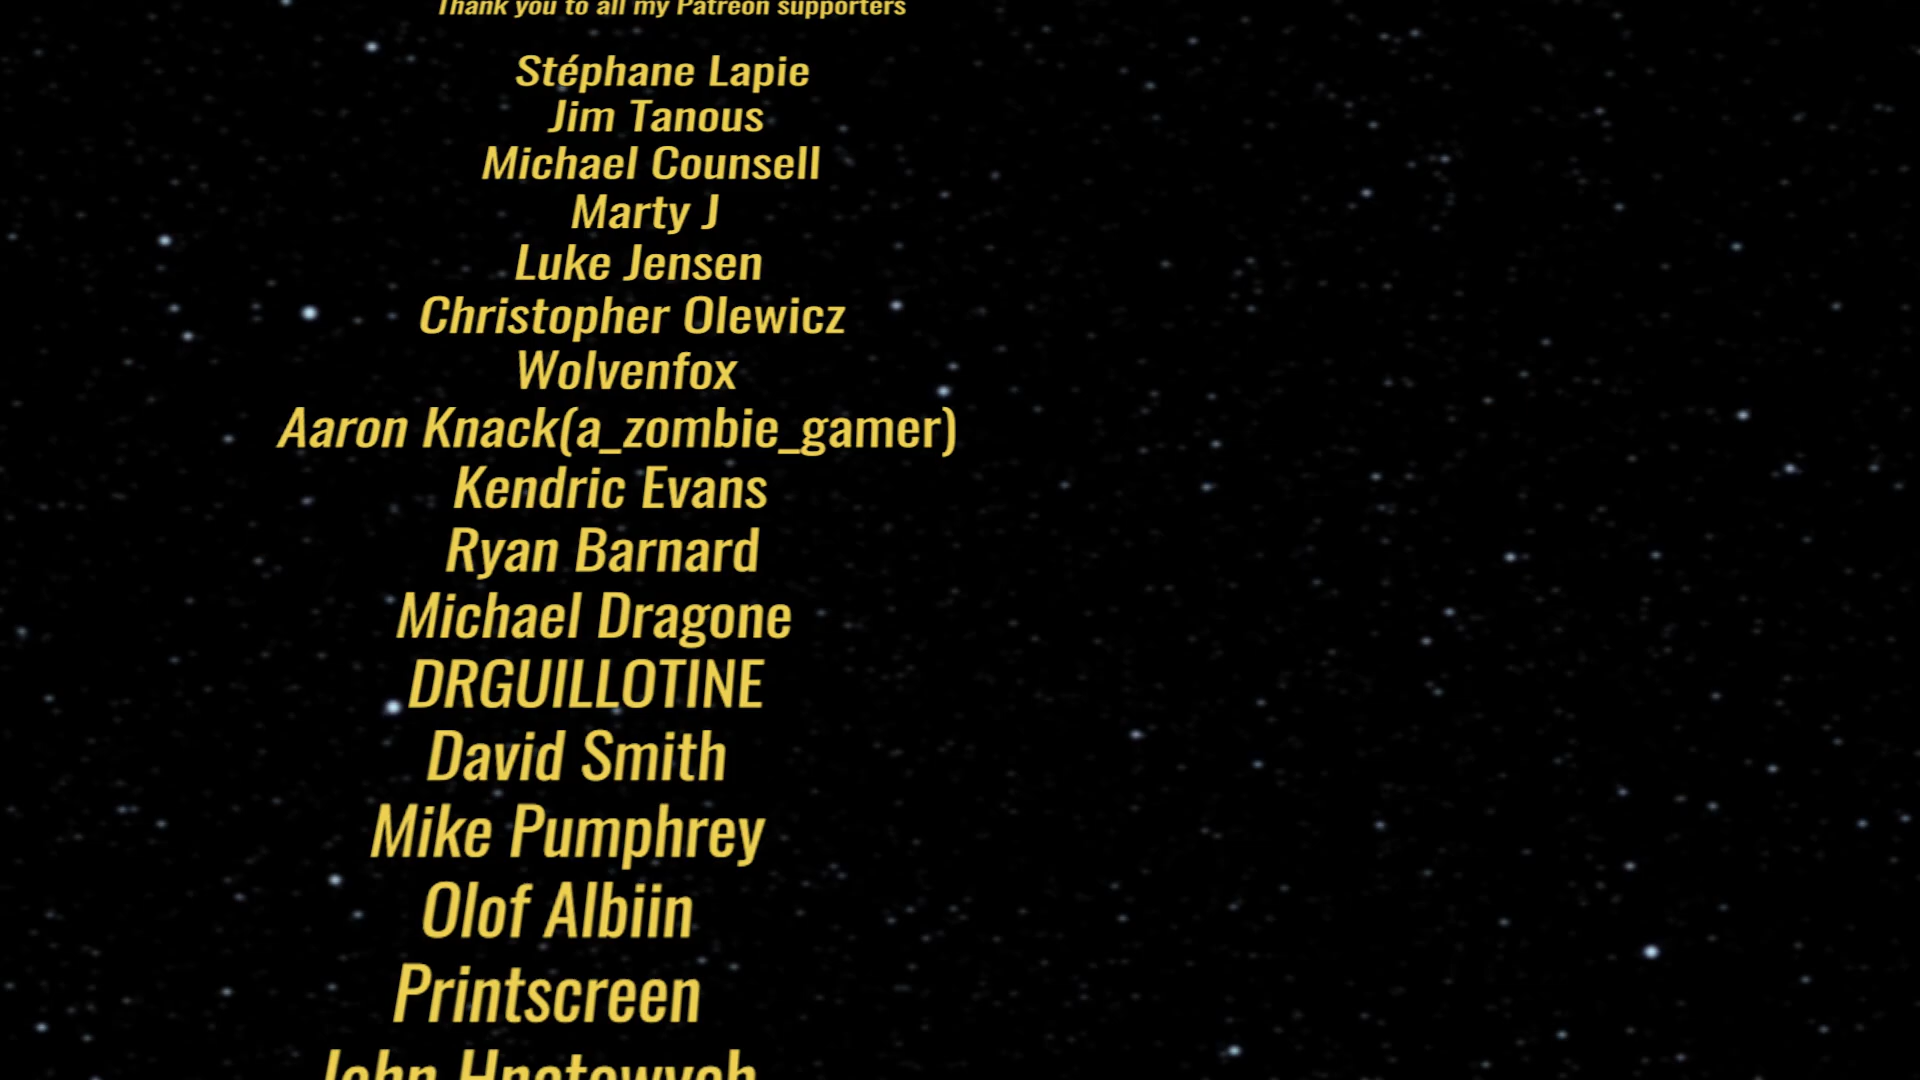 Thank you to all my Patreon supporters
Stéphane Lapie
Jim Tanous
Michael Counsell
Marty J
Luke Jensen
Christopher Olewicz
Wolvenfox
Aaron Knack(a_zombie_gamer)
Kendric Evans
Ryan Barnard
Michael Dragone
DRGUILLOTINE
David Smith
Mike Pumphrey
Olof Albiin
Printscreen
John